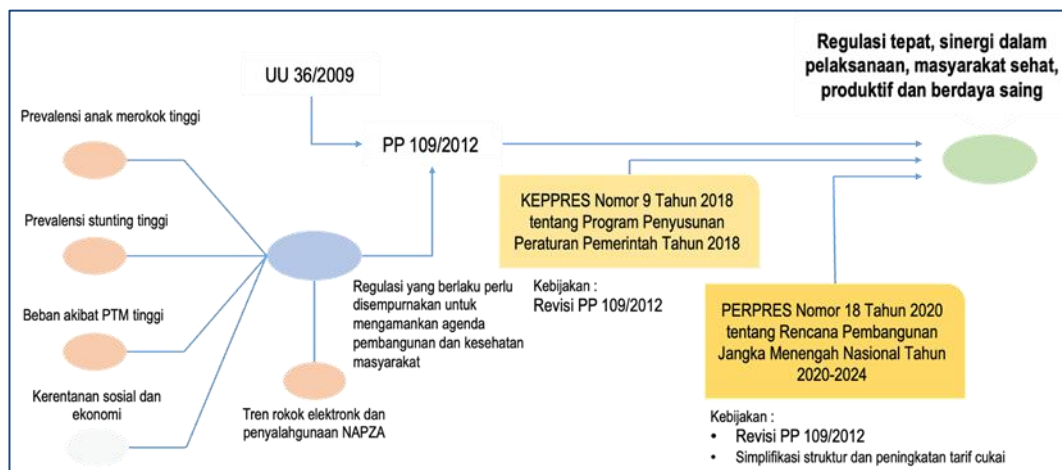 Regulasi tepat, sinergi dalam
pelaksanaan, masyarakat sehat,
produktif dan berdaya saing
UU 36/2009
Prevalensi anak merokok tinggi
PP 109/2012
KEPPRES Nomor 9 Tahun 2018
tentang Program Penyusunan
Peraturan Pemerintah Tahun 2018
Prevalensi stunting tinggi
Regulasi yang berlaku perlu
disempurnakan untuk
mengamankan agenda
pembangunan dan kesehatan
masyarakat
Kebijakan :
Revisi PP 109/2012
Beban akibat PTM tinggi
PERPRES Nomor 18 Tahun 2020
tentang Rencana Pembangunan
Jangka Menengah Nasional Tahun
2020-2024
Kerentanan sosial dan
ekonomi
Tren rokok elektronk dan
penyalahgunaan NAPZA
Kebijakan :
• Revisi PP 109/2012
• Simplifikasi struktur dan peningkatan tarif cukai